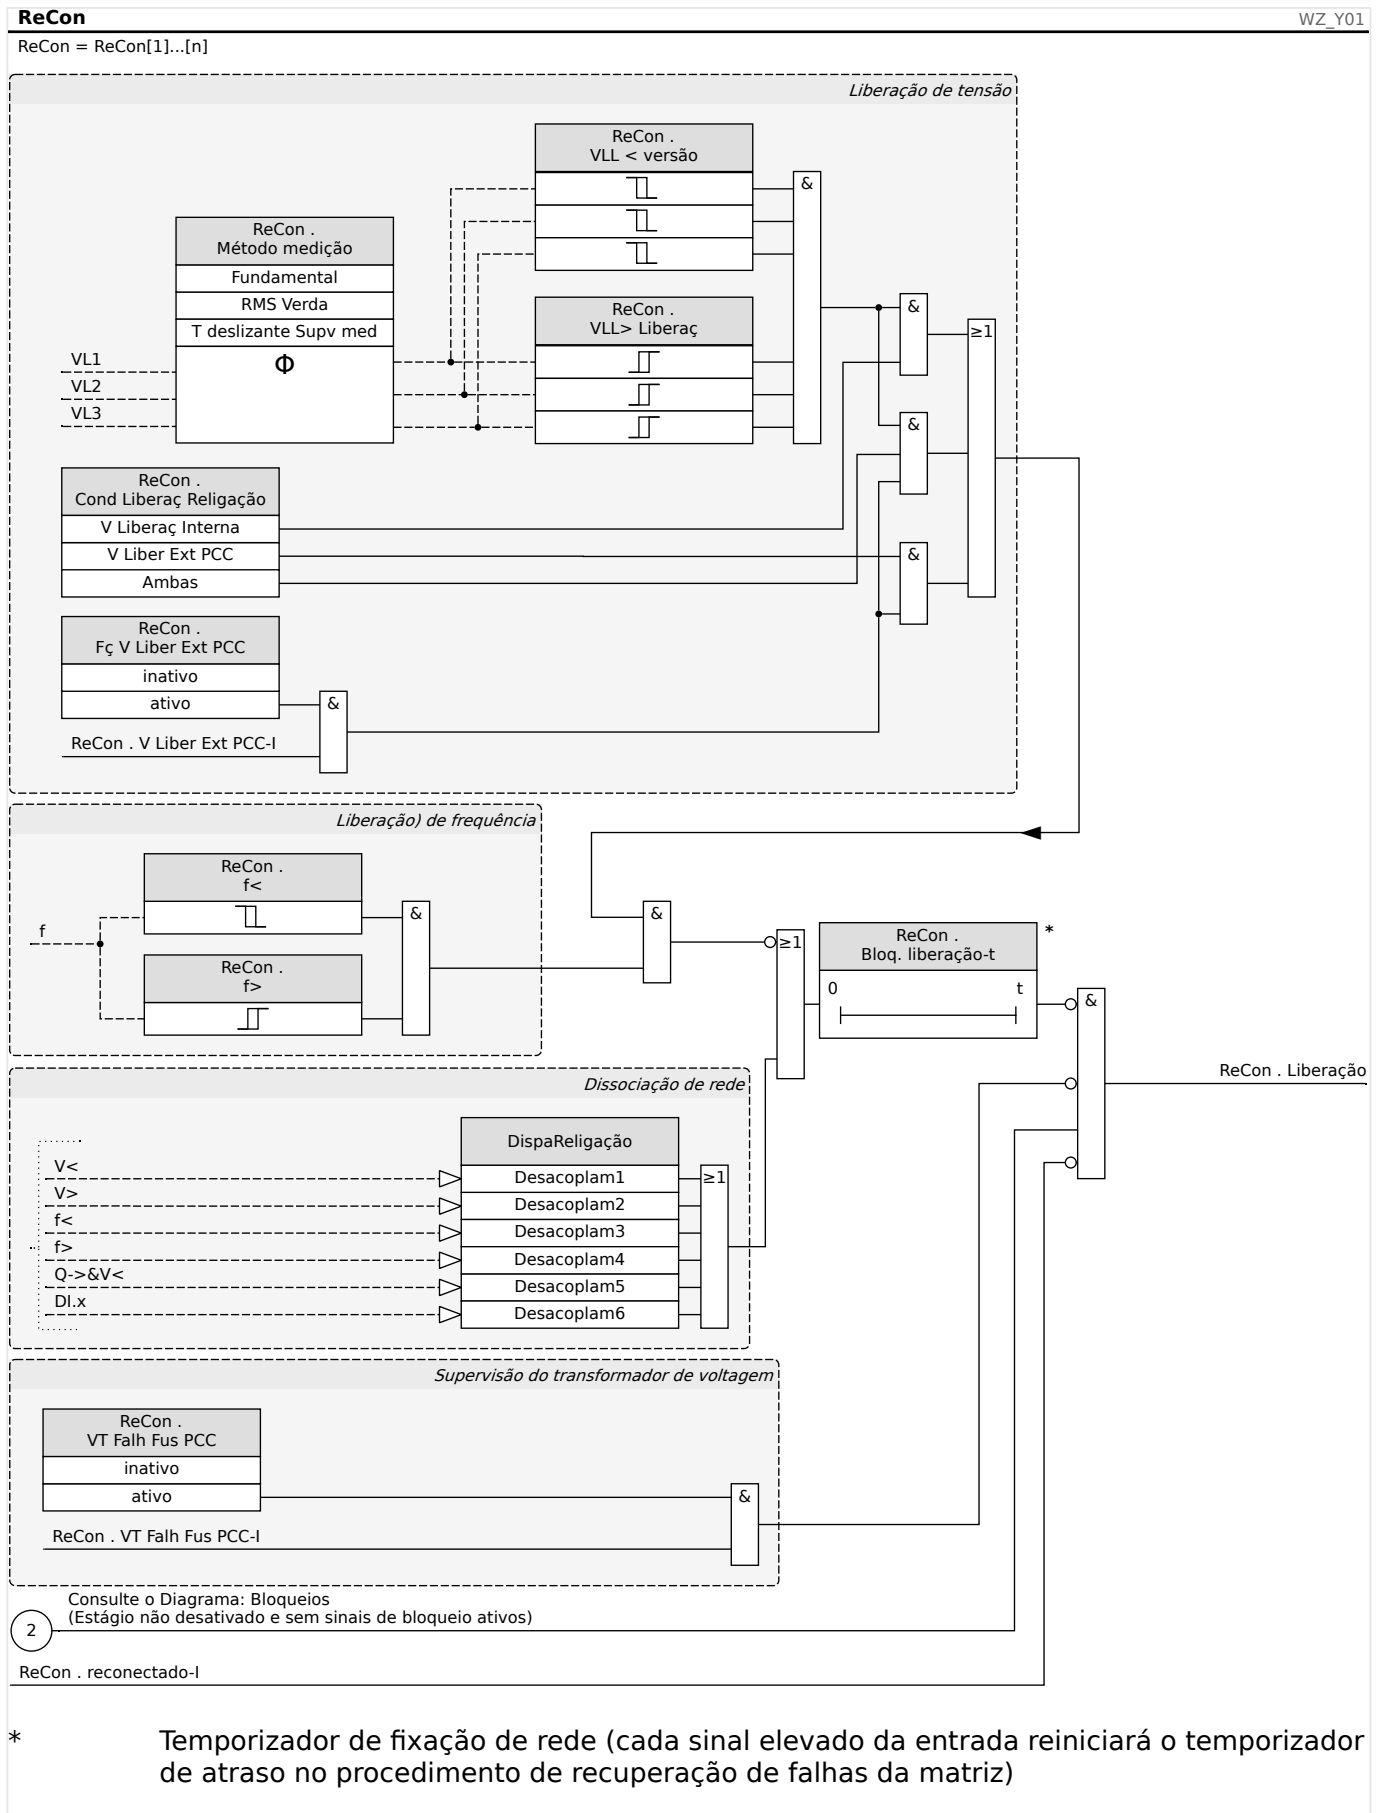 ReCon
WZ_Y01
ReCon = ReCon[1]...[n]
Liberação de tensão
ReCon .
VLL < versão
&
ReCon .
Método medição
Fundamental
RMS Verda
T deslizante Supv med
Φ
VL1
VL2
VL3
ReCon .
VLL> Liberaç
&
≥1
&
ReCon .
Cond Liberaç Religação
V Liberaç Interna
V Liber Ext PCC
Ambas
&
ReCon .
Fç V Liber Ext PCC
inativo
ativo
&
ReCon . V Liber Ext PCC-I
Liberação) de frequência
ReCon .
f<
f
&
ReCon .
f>
&
≥1
ReCon .
Bloq. liberação-t
*
0
t
&
ReCon . Liberação
Dissociação de rede
DispaReligação
V<
Desacoplam1
≥1
V>
Desacoplam2
f<
Desacoplam3
f>
Desacoplam4
Q->&V<
Desacoplam5
DI.x
Desacoplam6
Supervisão do transformador de voltagem
ReCon .
VT Falh Fus PCC
inativo
ativo
&
ReCon . VT Falh Fus PCC-I
Consulte o Diagrama: Bloqueios
(Estágio não desativado e sem sinais de bloqueio ativos)
2
ReCon . reconectado-I
* Temporizador de fixação de rede (cada sinal elevado da entrada reiniciará o temporizador
de atraso no procedimento de recuperação de falhas da matriz)